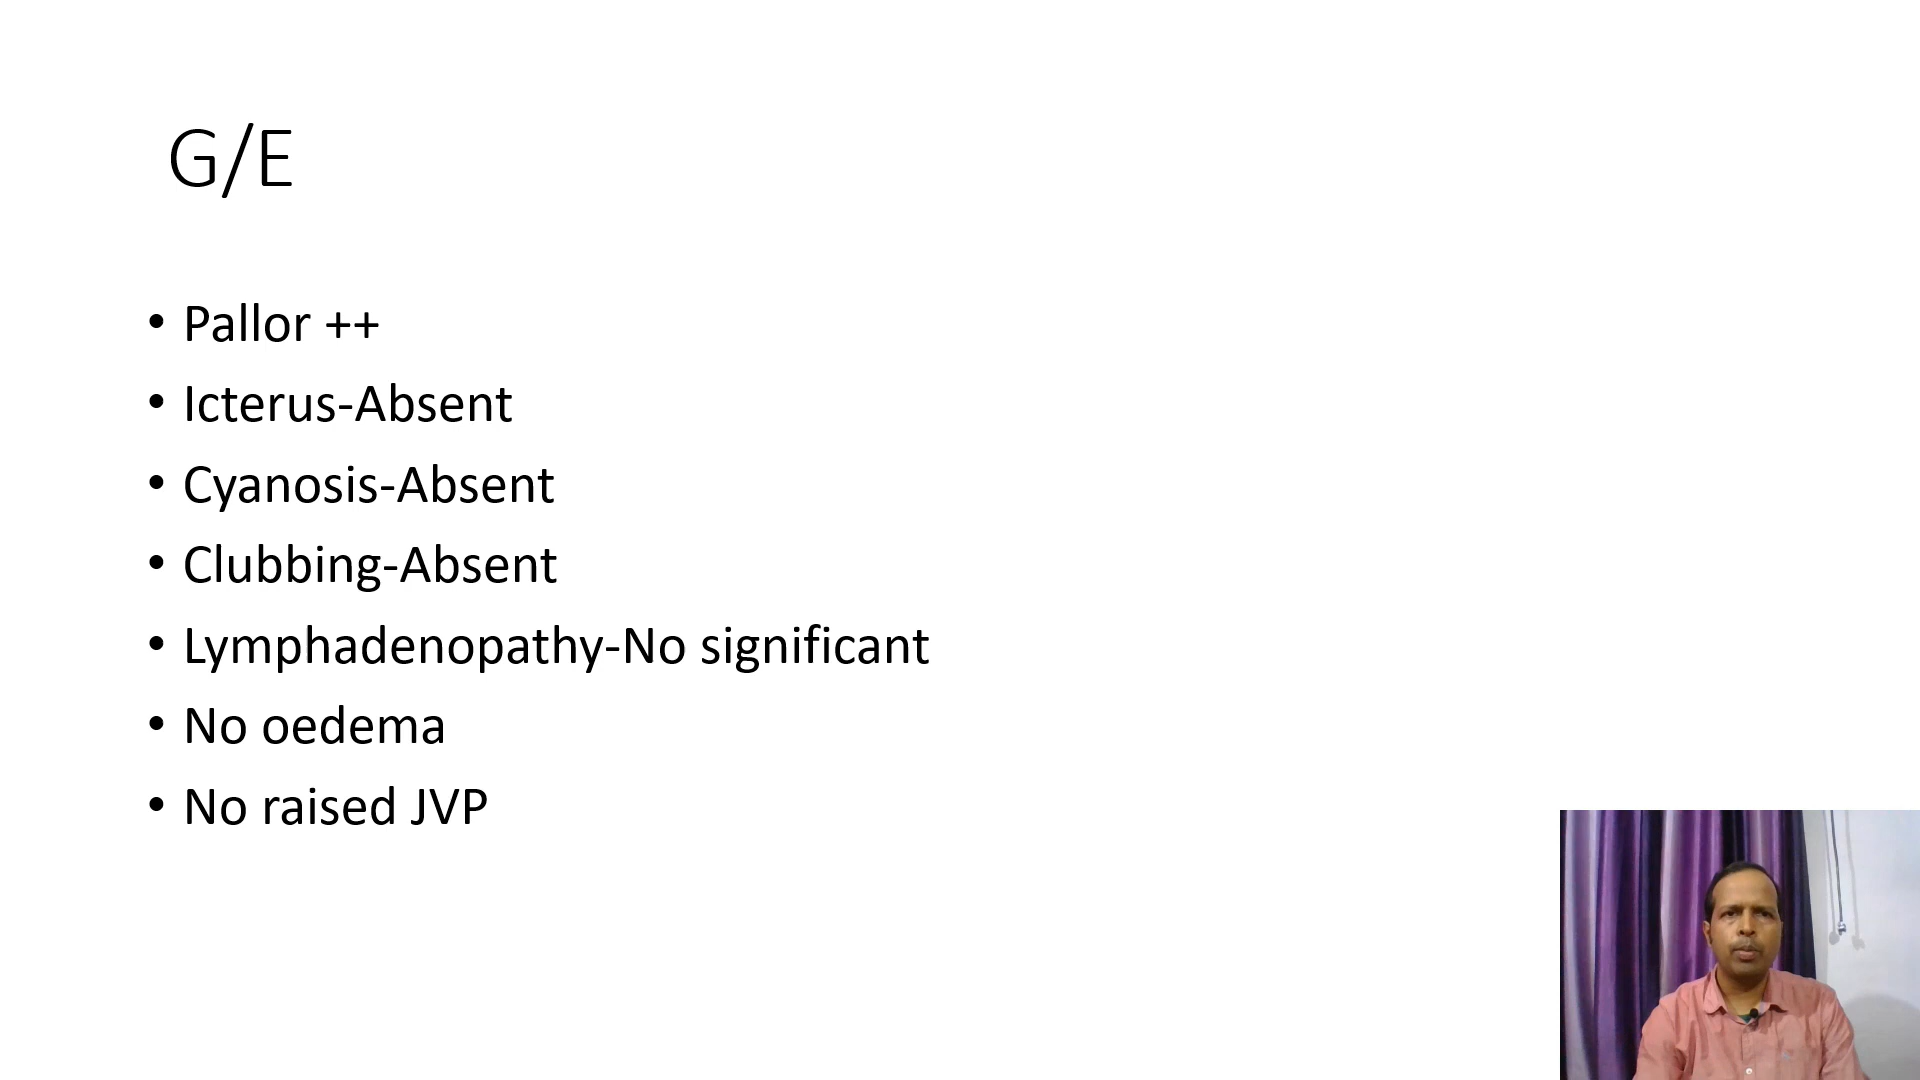 G/E
• Pallor ++
• Icterus-Absent
• Cyanosis-Absent
• Clubbing-Absent
• Lymphadenopathy-No significant
• No oedema
• No raised JVP